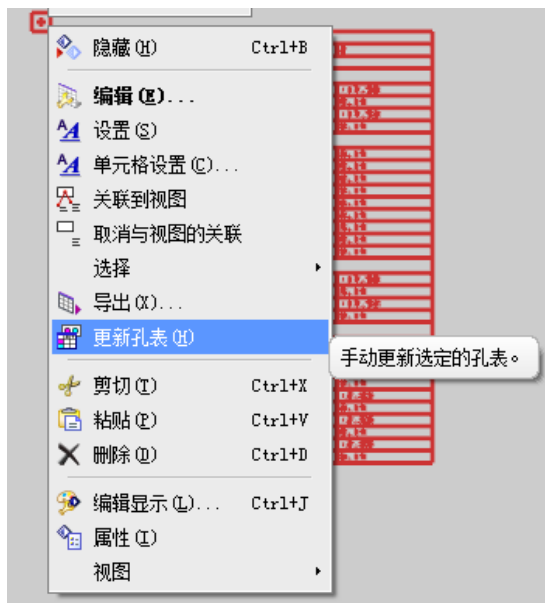 隐藏(H) Ctrl+B
编辑(E)...
设置(S)
单元格设置(C)...
关联到视图
取消与视图的关联
选择
导出(X)...
更新孔表(H)
手动更新选定的孔表。
剪切(T) Ctrl+X
粘贴(P) Ctrl+V
删除(D) Ctrl+D
编辑显示(L)... Ctrl+J
属性(I)
视图